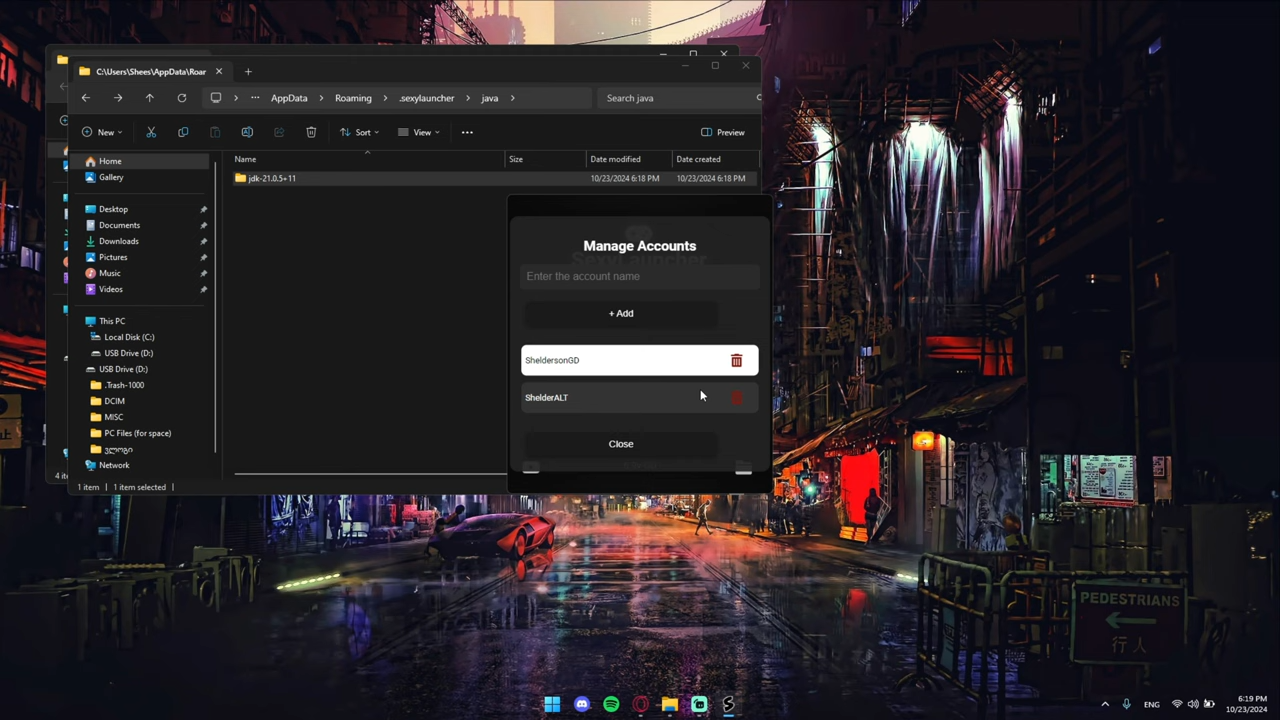 C:\Users\Shees\AppData\Roar
AppData
Roaming
.sexylauncher
java
Search java
New
Sort
View
Preview
Name
Size
Date modified
Date created
jdk-21.0.5+11
10/23/2024 6:18 PM
10/23/2024 6:18 PM
Home
Gallery
Desktop
Documents
Downloads
Pictures
Music
Videos
This PC
Local Disk (C:)
USB Drive (D:)
USB Drive (D:)
.Trash-1000
DCIM
MISC
PC Files (for space)
Network
4 it
1 item
1 item selected
Manage Accounts
SexyLauncher
Enter the account name
+ Add
SheldersonGD
ShelderALT
Close
PEDESTRIANS
行人
ENG
6:19 PM
10/23/2024